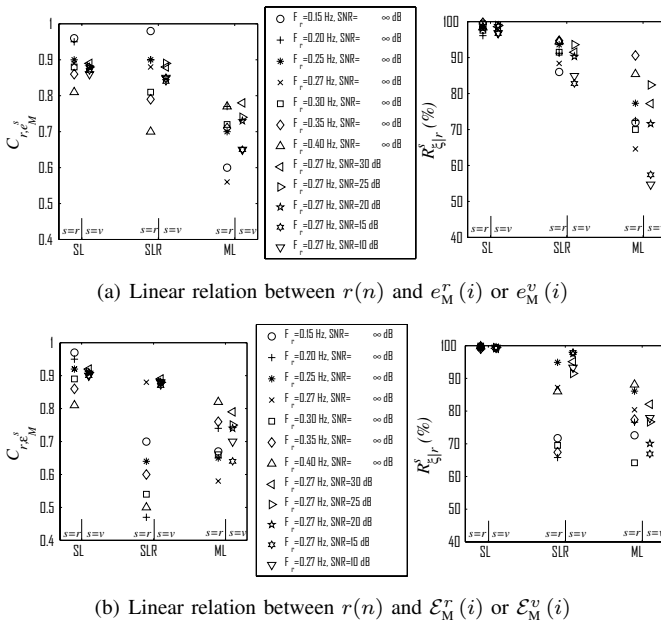 1
0.9
0.8
0.7
0.6
0.5
0.4
C^s_{r,e_M}
s=r s=v
SL SLR ML
F_r=0.15 Hz, SNR= ∞ dB
F_r=0.20 Hz, SNR= ∞ dB
F_r=0.25 Hz, SNR= ∞ dB
F_r=0.27 Hz, SNR= ∞ dB
F_r=0.30 Hz, SNR= ∞ dB
F_r=0.35 Hz, SNR= ∞ dB
F_r=0.40 Hz, SNR= ∞ dB
F_r=0.27 Hz, SNR=30 dB
F_r=0.27 Hz, SNR=25 dB
F_r=0.27 Hz, SNR=20 dB
F_r=0.27 Hz, SNR=15 dB
F_r=0.27 Hz, SNR=10 dB
100
90
80
70
60
50
40
R^s_{ξ|r} (%)
s=r s=v s=r s=v s=r s=v
SL SLR ML
(a) Linear relation between r(n) and e^r_M(i) or e^v_M(i)
1
0.9
0.8
0.7
0.6
0.5
0.4
C^s_{r,ℰ_M}
s=r s=v s=r s=v s=r s=v
SL SLR ML
F_r=0.15 Hz, SNR= ∞ dB
F_r=0.20 Hz, SNR= ∞ dB
F_r=0.25 Hz, SNR= ∞ dB
F_r=0.27 Hz, SNR= ∞ dB
F_r=0.30 Hz, SNR= ∞ dB
F_r=0.35 Hz, SNR= ∞ dB
F_r=0.40 Hz, SNR= ∞ dB
F_r=0.27 Hz, SNR=30 dB
F_r=0.27 Hz, SNR=25 dB
F_r=0.27 Hz, SNR=20 dB
F_r=0.27 Hz, SNR=15 dB
F_r=0.27 Hz, SNR=10 dB
100
90
80
70
60
50
40
R^s_{ξ|r} (%)
s=r s=v s=r s=v s=r s=v
SL SLR ML
(b) Linear relation between r(n) and ℰ^r_M(i) or ℰ^v_M(i)